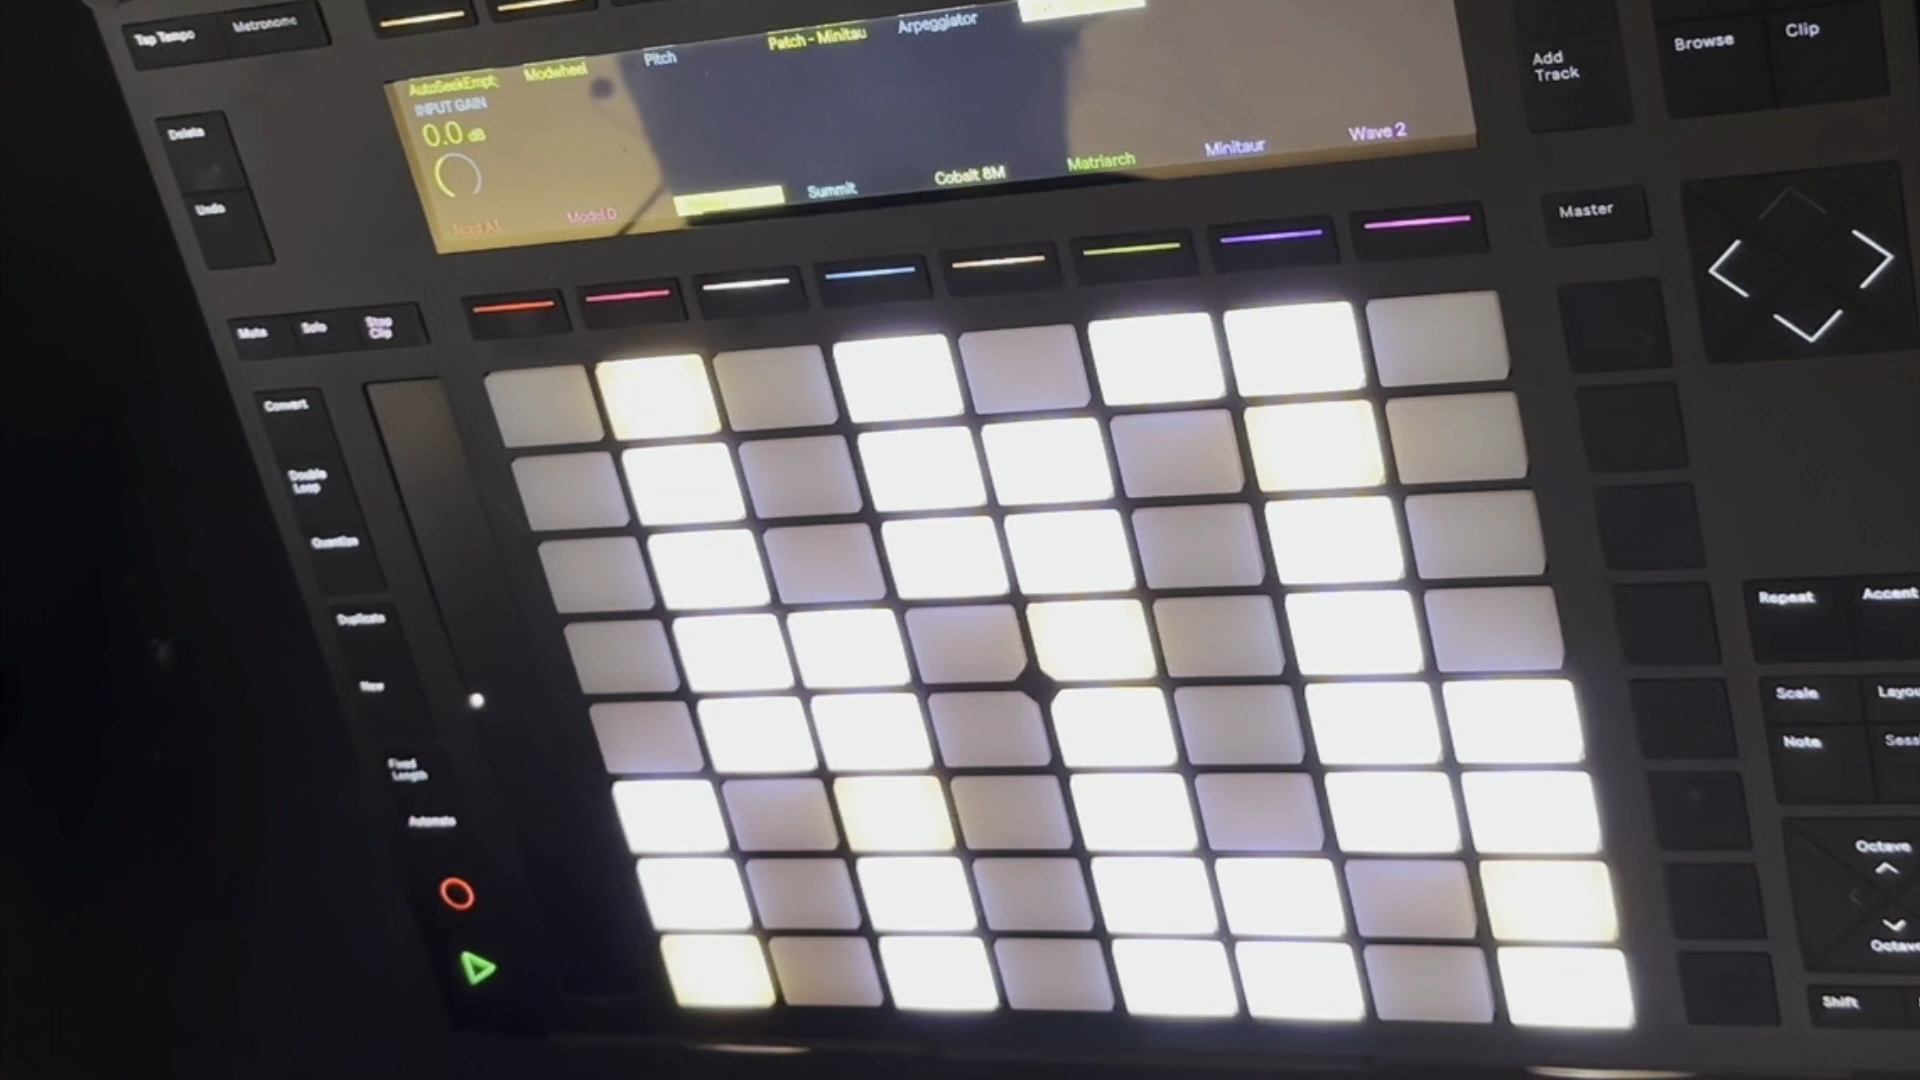 Tap Tempo
Metronome
AutoSeekEmpt:
Modwheel
Pitch
Patch - Minitau
Arpeggiator
INPUT GAIN
0.0 dB
Nord A1
Model D
Summit
Cobalt 8M
Matriarch
Minitaur
Wave 2
Add
Track
Browse
Clip
Delete
Undo
Master
Mute
Solo
Stop
Clip
Convert
Double
Loop
Quantize
Duplicate
New
Fixed
Length
Automate
Repeat
Accent
Scale
Layou
Note
Sess
Octave
Octave
Shift